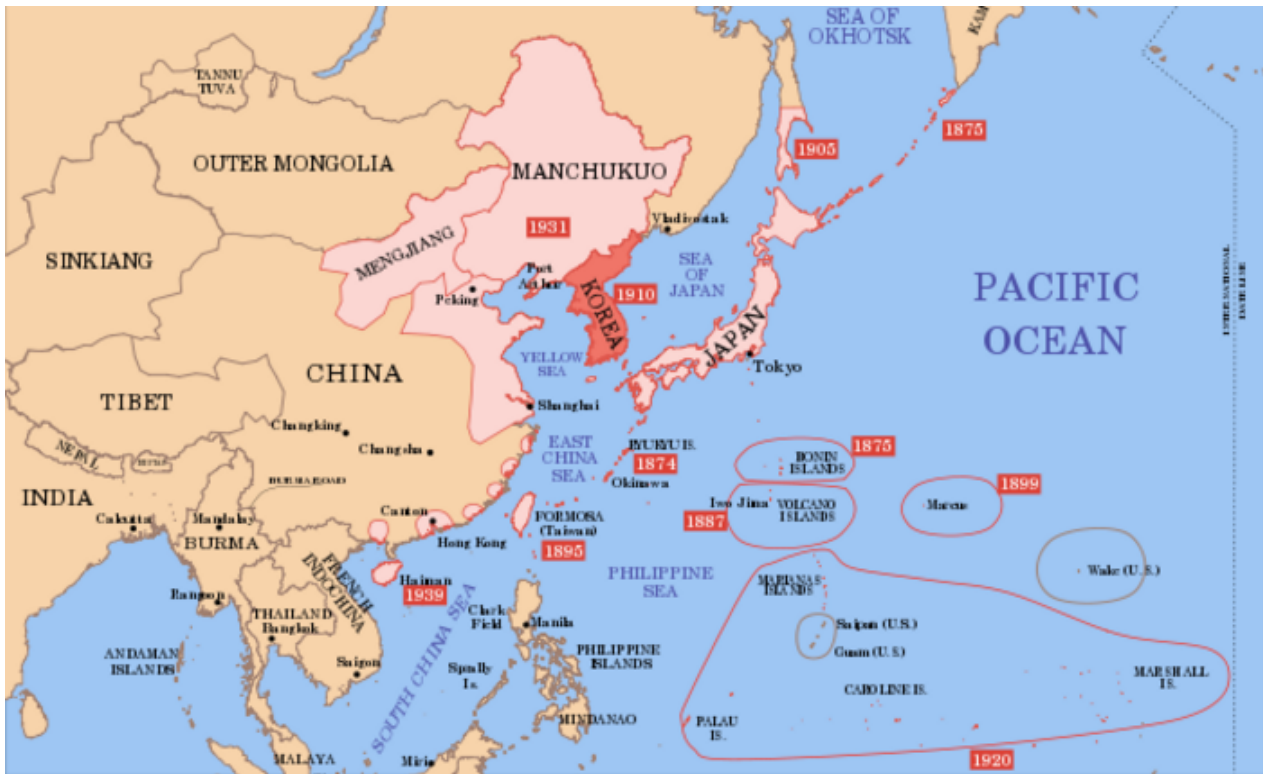 SEA OF
OKHOTSK
TANNU
TUVA
1875
1905
OUTER MONGOLIA
MANCHUKUO
Vladivostok
1931
MENGJIANG
SINKIANG
SEA
OF
JAPAN
Port
Arthur
Peking
KOREA
1910
PACIFIC
OCEAN
INTERNATIONAL
DATE LINE
JAPAN
YELLOW
SEA
Tokyo
CHINA
TIBET
Shanghai
Chungking
Changsha
NEPAL
EAST
CHINA
SEA
RYUKYU IS.
1874
Okinawa
BONIN
ISLANDS
1875
BURMA ROAD
INDIA
Calcutta
Mandalay
BURMA
Canton
Hong Kong
FORMOSA
(Taiwan)
1895
Iwo Jima
VOLCANO
ISLANDS
1887
Marcus
1899
FRENCH
INDOCHINA
Hainan
1939
PHILIPPINE
SEA
MARIANAS
ISLANDS
Wake (U.S.)
Rangoon
THAILAND
Bangkok
SOUTH CHINA SEA
Clark
Field
Manila
Saipan (U.S.)
Guam (U.S.)
ANDAMAN
ISLANDS
Saigon
Spratly
Is.
PHILIPPINE
ISLANDS
CAROLINE IS.
MARSHALL
IS.
MINDANAO
PALAU
IS.
MALAYA
Miri
1920